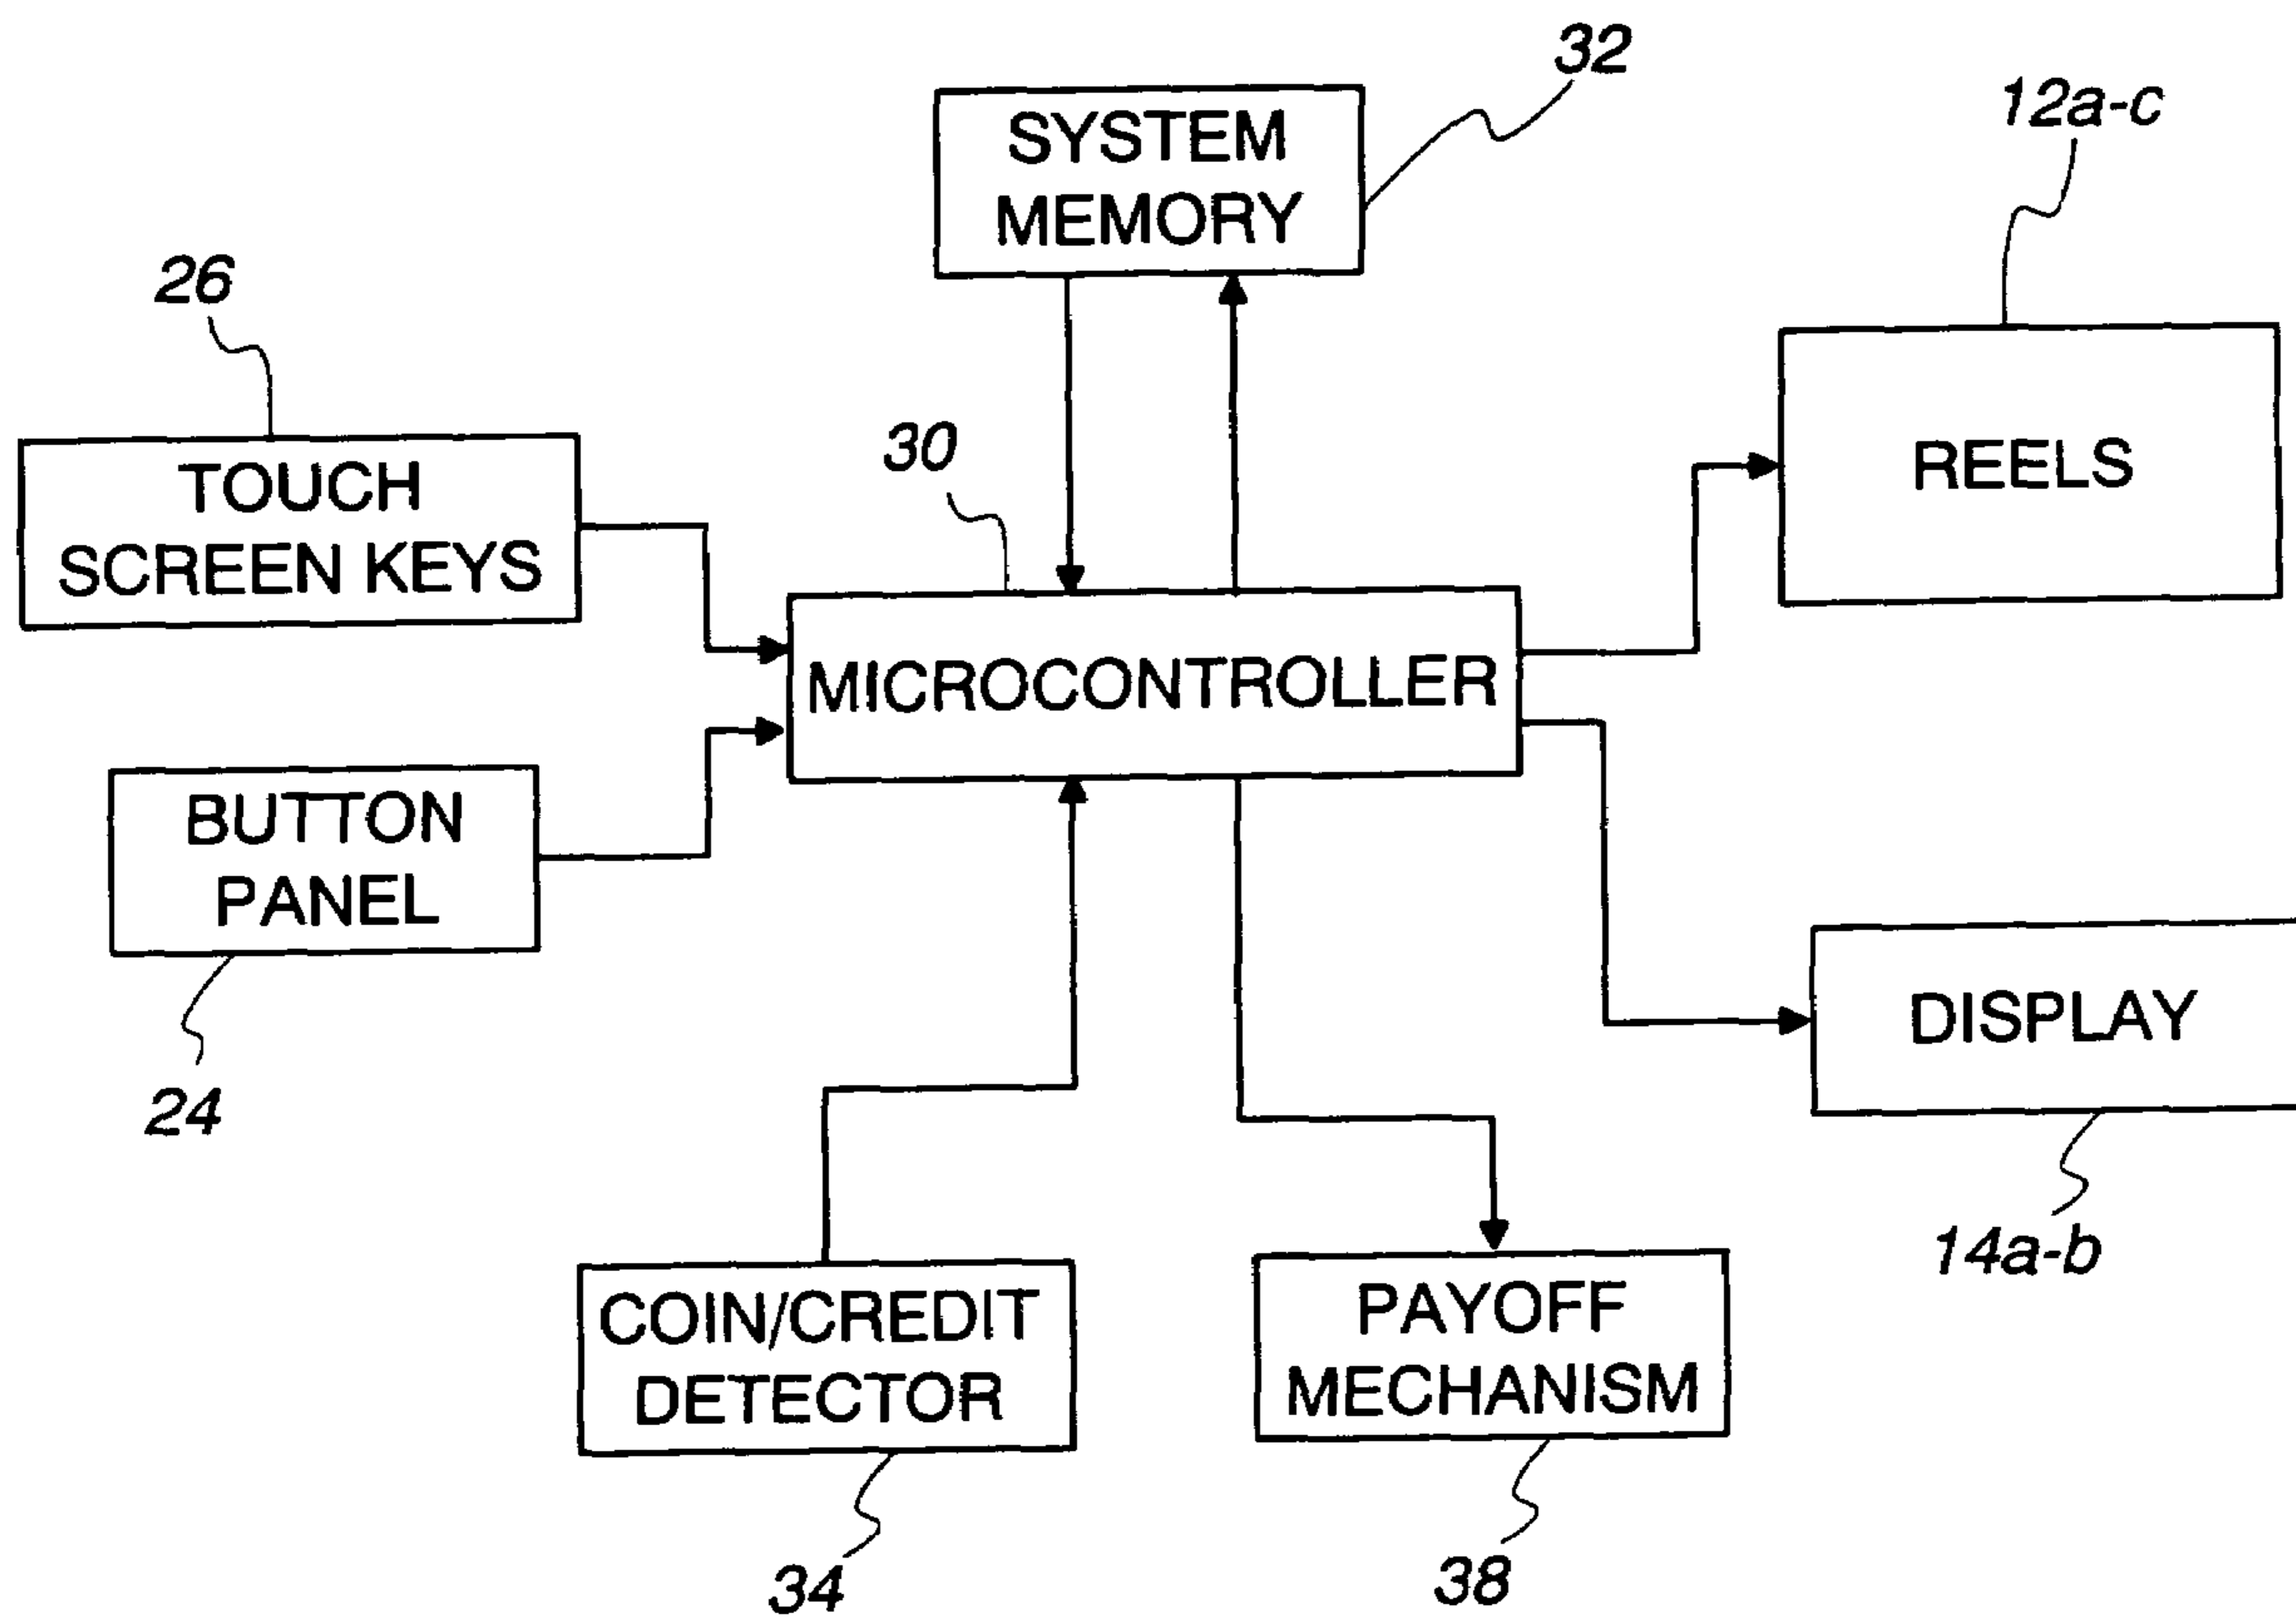 32
SYSTEM
MEMORY
12a-c
26
TOUCH
SCREEN KEYS
30
REELS
MICROCONTROLLER
BUTTON
PANEL
24
DISPLAY
14a-b
COIN/CREDIT
DETECTOR
34
PAYOFF
MECHANISM
38